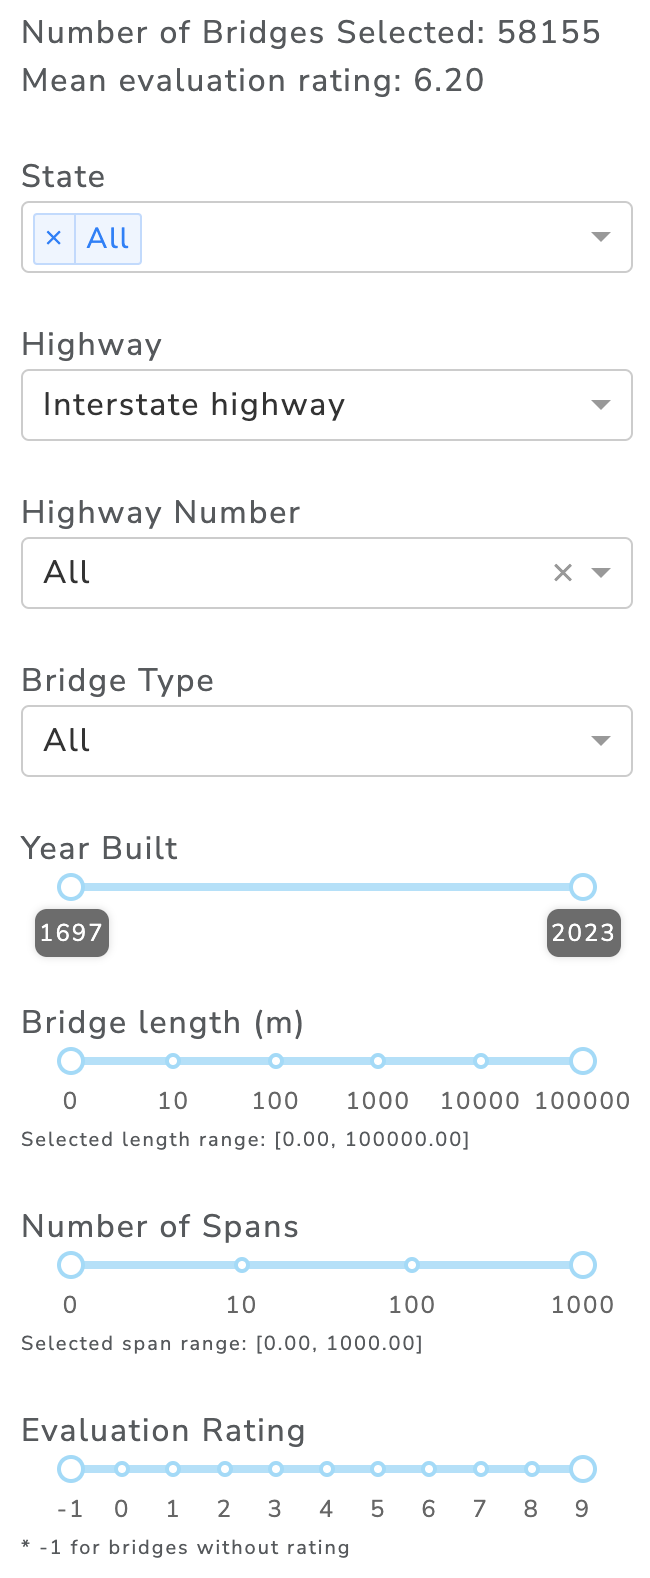 Number of Bridges Selected: 58155
Mean evaluation rating: 6.20
State
× All
Highway
Interstate highway
Highway Number
All ×
Bridge Type
All
Year Built
1697 2023
Bridge length (m)
0 10 100 1000 10000 100000
Selected length range: [0.00, 100000.00]
Number of Spans
0 10 100 1000
Selected span range: [0.00, 1000.00]
Evaluation Rating
-1 0 1 2 3 4 5 6 7 8 9
* -1 for bridges without rating